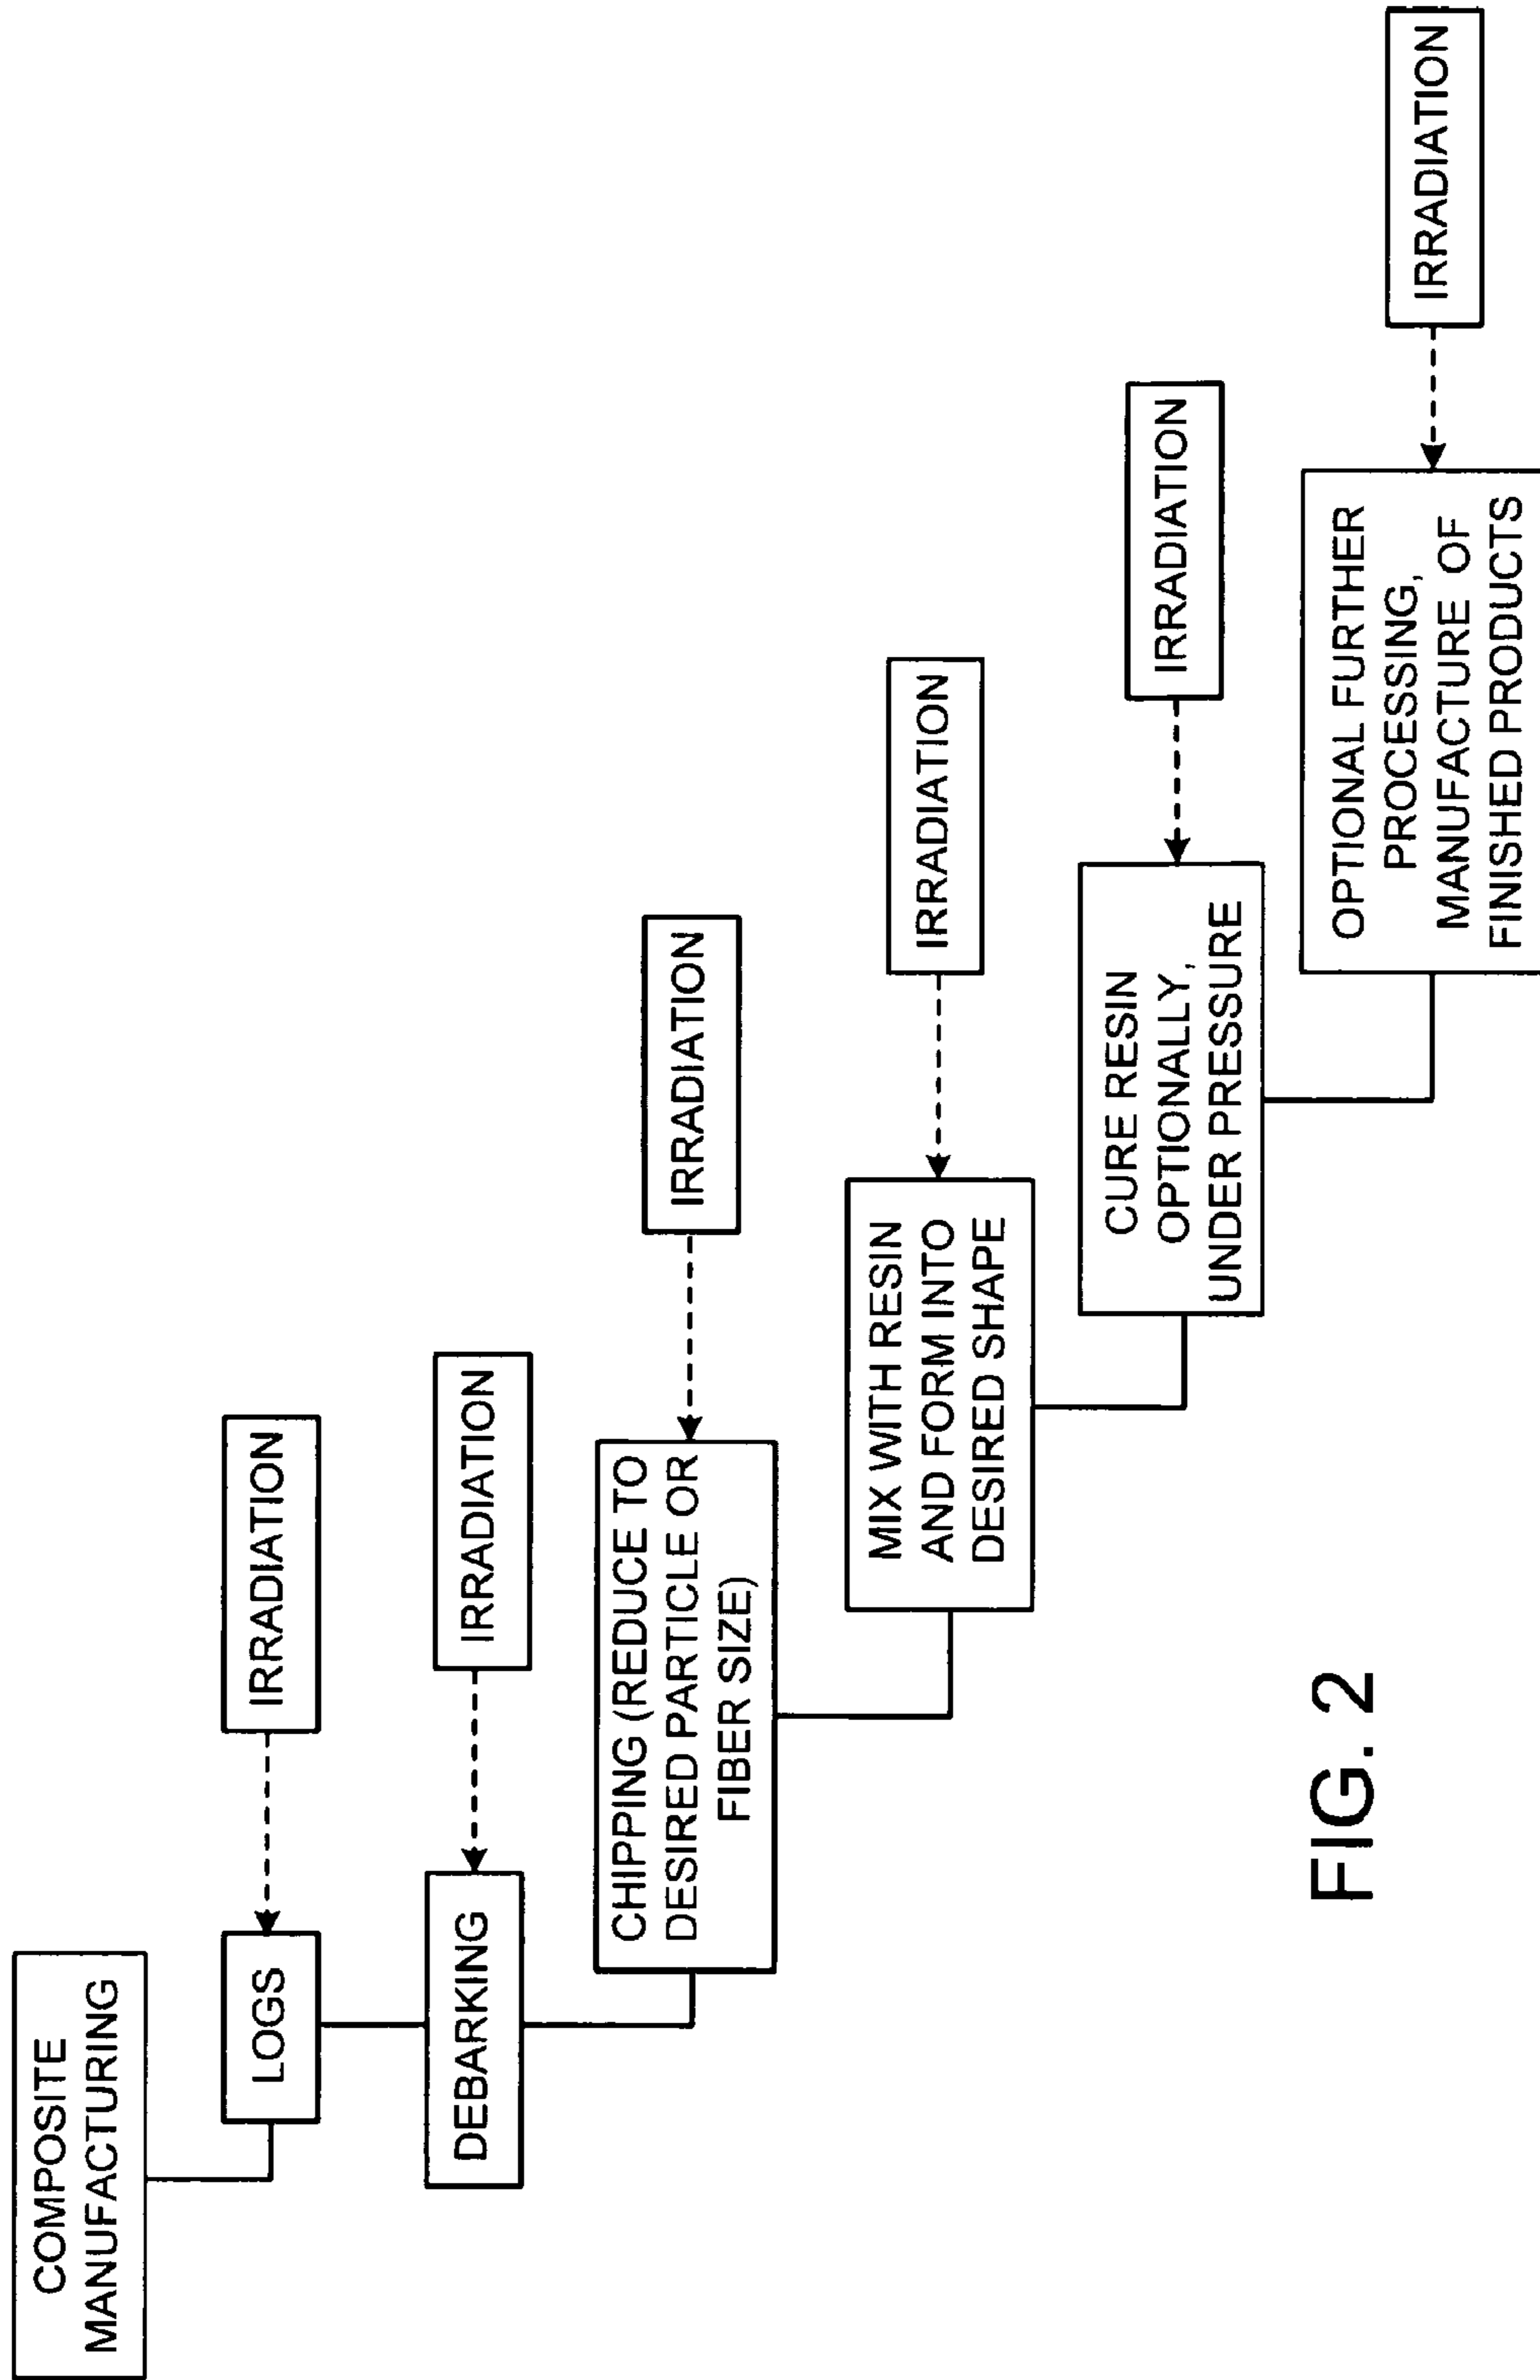 COMPOSITE
MANUFACTURING
LOGS
IRRADIATION
DEBARKING
IRRADIATION
CHIPPING (REDUCE TO
DESIRED PARTICLE OR
FIBER SIZE)
IRRADIATION
MIX WITH RESIN
AND FORM INTO
DESIRED SHAPE
IRRADIATION
CURE RESIN
OPTIONALLY,
UNDER PRESSURE
IRRADIATION
OPTIONAL FURTHER
PROCESSING,
MANUFACTURE OF
FINISHED PRODUCTS
IRRADIATION
FIG. 2